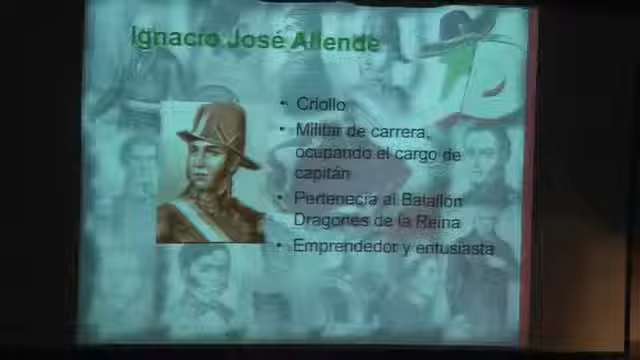 Ignacio José Allende
• Criollo
• Militar de carrera,
ocupando el cargo de
capitán
• Pertenecía al Batallón
Dragones de la Reina
• Emprendedor y entusiasta